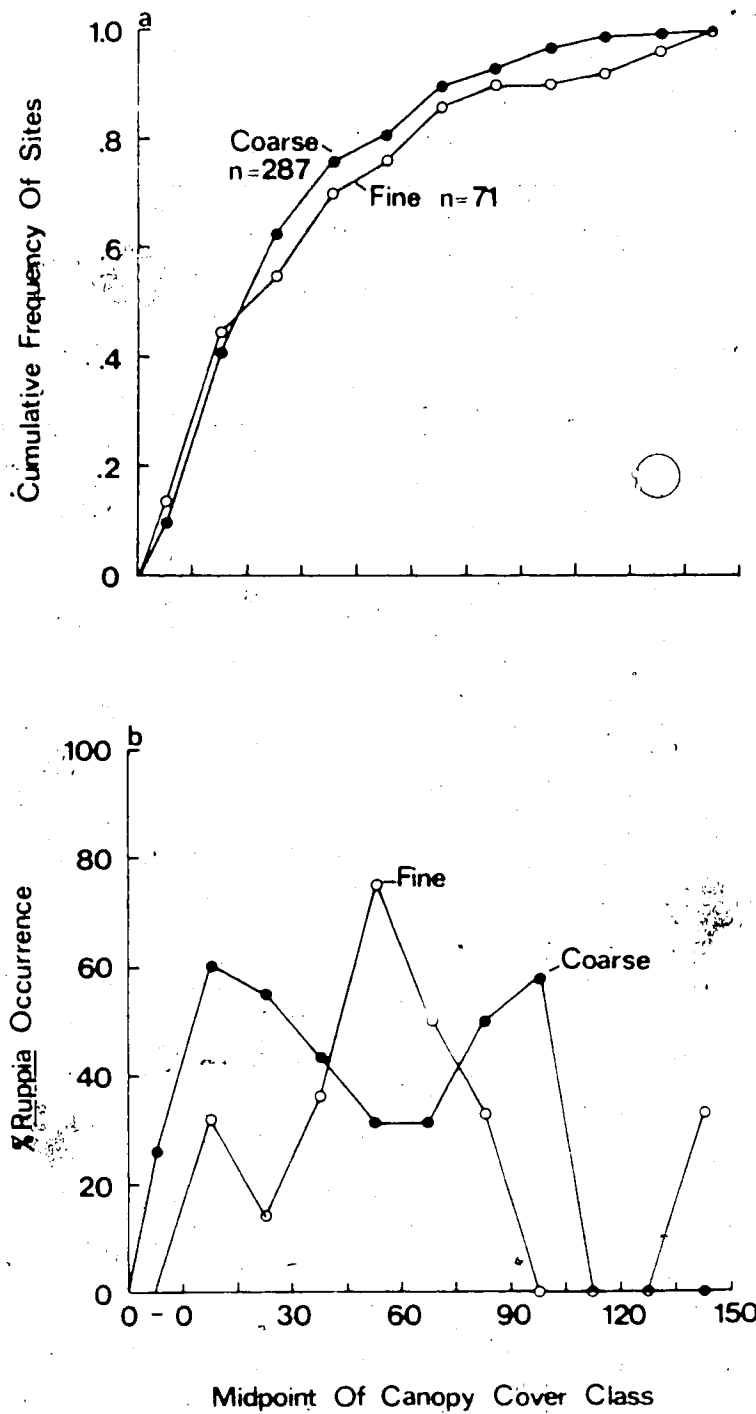 a
1.0
.8
.6
.4
.2
0
Cumulative Frequency Of Sites
Coarse
n=287
Fine n=71
b
100
80
60
40
20
0
% Ruppia Occurrence
Fine
Coarse
0 - 0 30 60 90 120 150
Midpoint Of Canopy Cover Class